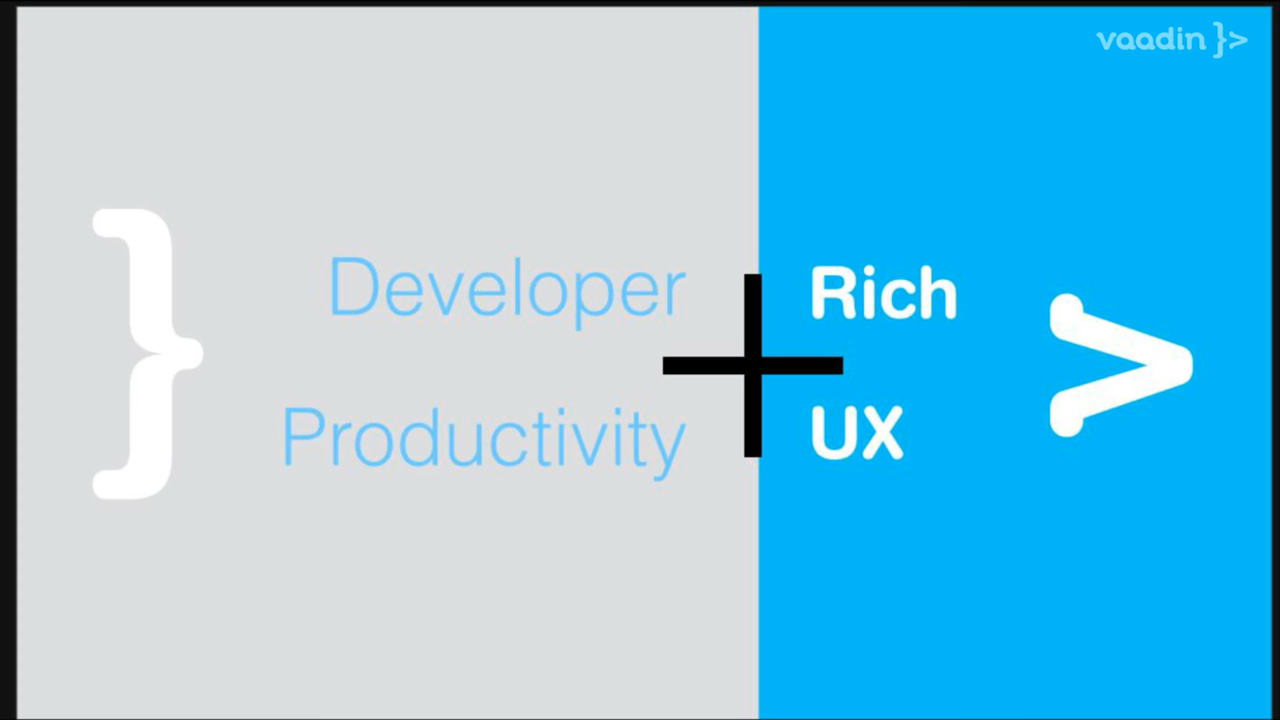 vaadin }>
} Developer
Productivity
+
Rich
UX
>